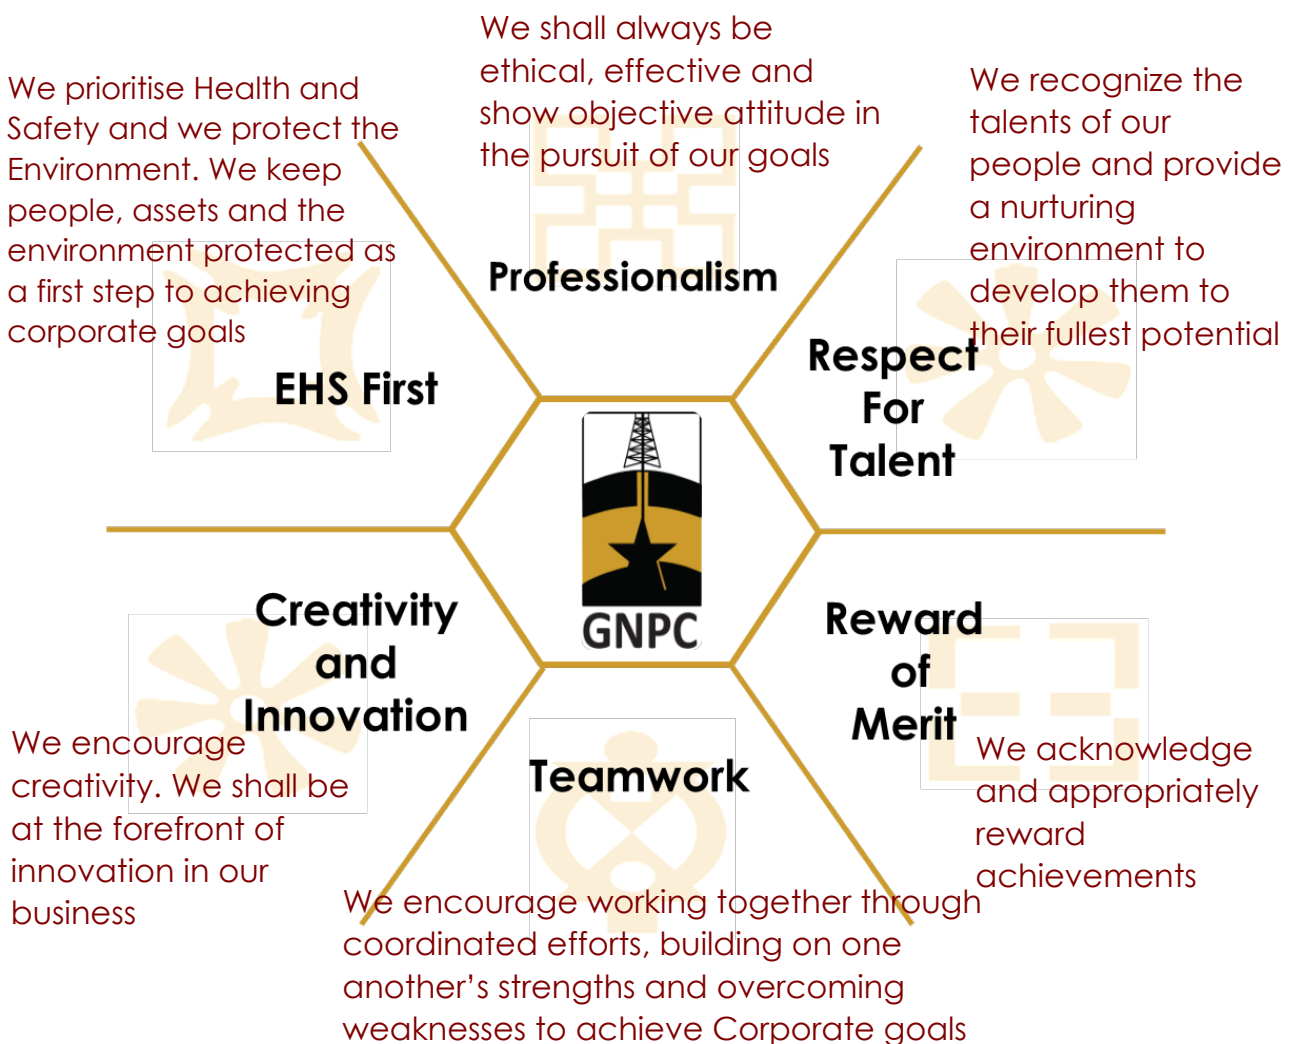 We shall always be
ethical, effective and
show objective attitude in
the pursuit of our goals
Professionalism
We prioritise Health and
Safety and we protect the
Environment. We keep
people, assets and the
environment protected as
a first step to achieving
corporate goals
EHS First
We recognize the
talents of our
people and provide
a nurturing
environment to
develop them to
their fullest potential
Respect
For
Talent
GNPC
Creativity
and
Innovation
We encourage
creativity. We shall be
at the forefront of
innovation in our
business
Reward
of
Merit
We acknowledge
and appropriately
reward
achievements
Teamwork
We encourage working together through
coordinated efforts, building on one
another’s strengths and overcoming
weaknesses to achieve Corporate goals